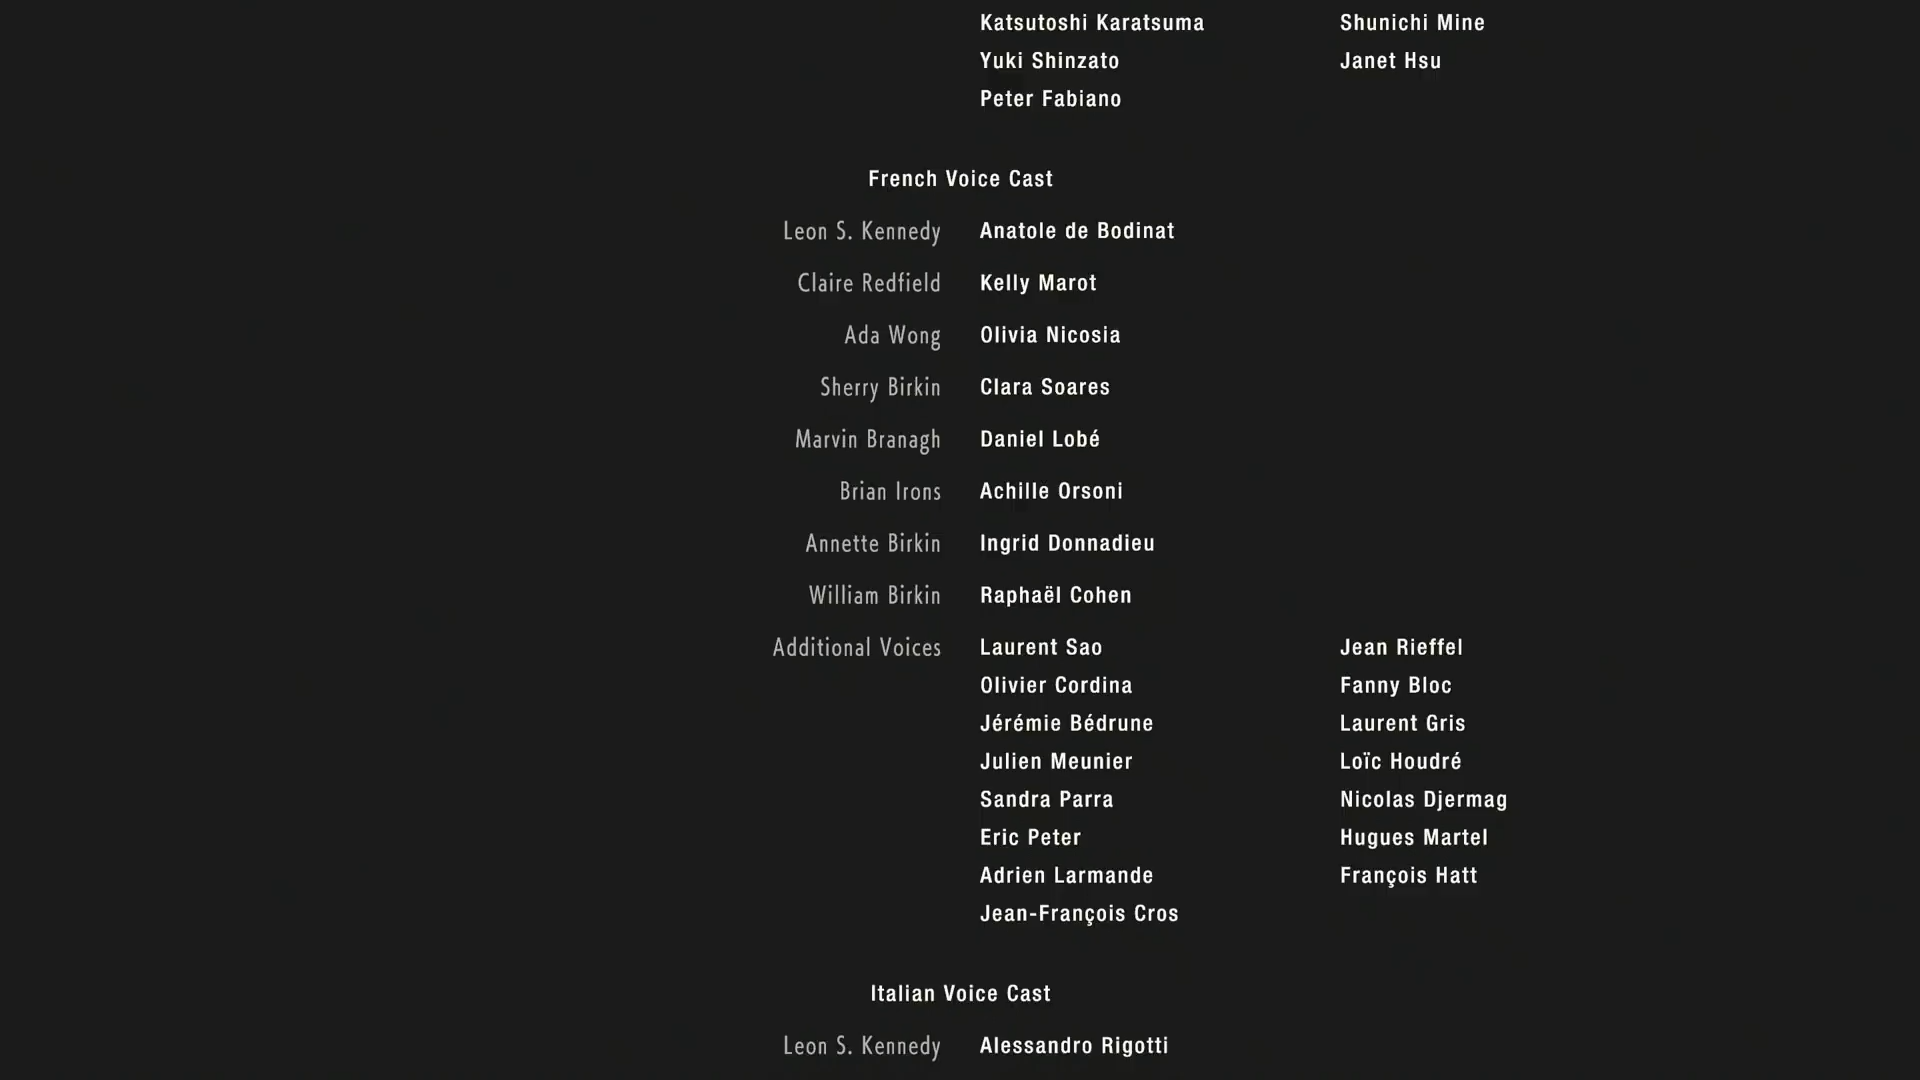 Katsutoshi Karatsuma Shunichi Mine
Yuki Shinzato Janet Hsu
Peter Fabiano
French Voice Cast
Leon S. Kennedy Anatole de Bodinat
Claire Redfield Kelly Marot
Ada Wong Olivia Nicosia
Sherry Birkin Clara Soares
Marvin Branagh Daniel Lobé
Brian Irons Achille Orsoni
Annette Birkin Ingrid Donnadieu
William Birkin Raphaël Cohen
Additional Voices Laurent Sao Jean Rieffel
Olivier Cordina Fanny Bloc
Jérémie Bédrune Laurent Gris
Julien Meunier Loïc Houdré
Sandra Parra Nicolas Djermag
Eric Peter Hugues Martel
Adrien Larmande François Hatt
Jean-François Cros
Italian Voice Cast
Leon S. Kennedy Alessandro Rigotti